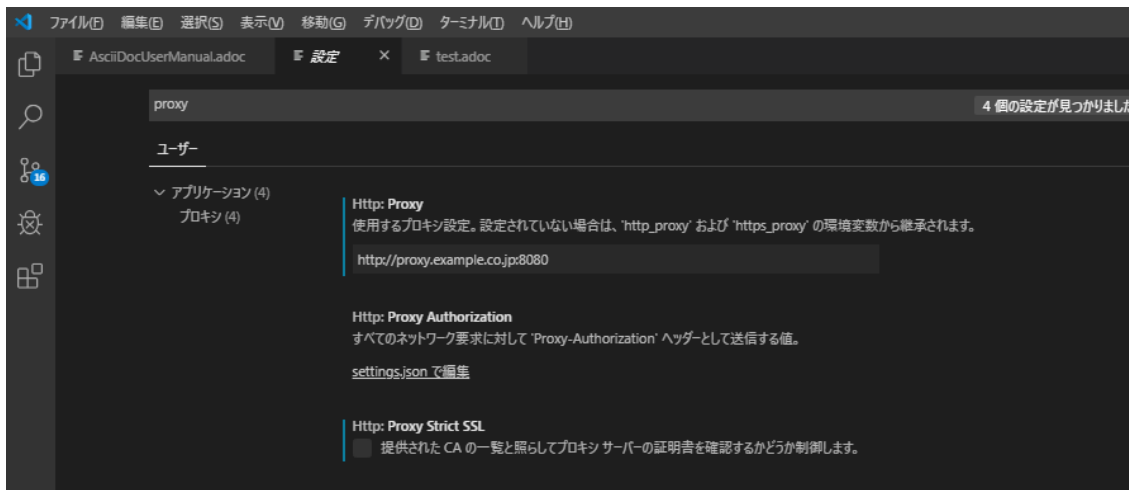 ファイル(F) 編集(E) 選択(S) 表示(V) 移動(G) デバッグ(D) ターミナル(T) ヘルプ(H)
AsciiDocUserManual.adoc 設定 × test.adoc
proxy 4 個の設定が見つかりました
ユーザー
アプリケーション (4)
プロキシ (4)
16
Http: Proxy
使用するプロキシ設定。設定されていない場合は、'http_proxy' および 'https_proxy' の環境変数から継承されます。
http://proxy.example.co.jp:8080
Http: Proxy Authorization
すべてのネットワーク要求に対して 'Proxy-Authorization' ヘッダーとして送信する値。
settings.json で編集
Http: Proxy Strict SSL
提供された CA の一覧と照らしてプロキシ サーバーの証明書を確認するかどうか制御します。